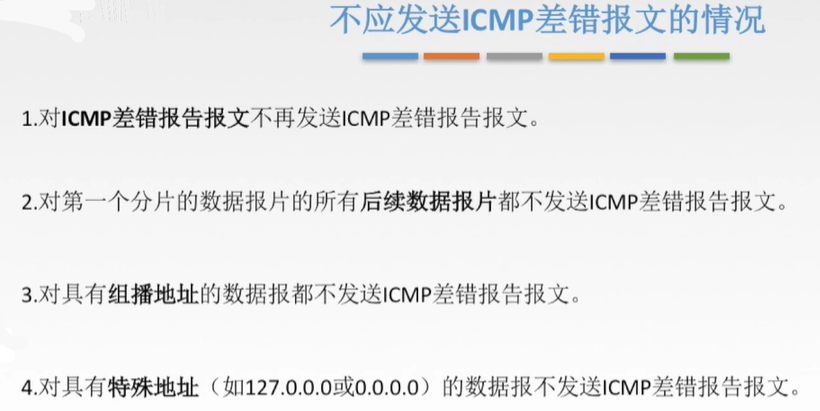 不应发送ICMP差错报文的情况
1.对ICMP差错报告报文不再发送ICMP差错报告报文。
2.对第一个分片的数据报片的所有后续数据报片都不发送ICMP差错报告报文。
3.对具有组播地址的数据报都不发送ICMP差错报告报文。
4.对具有特殊地址（如127.0.0.0或0.0.0.0）的数据报不发送ICMP差错报告报文。